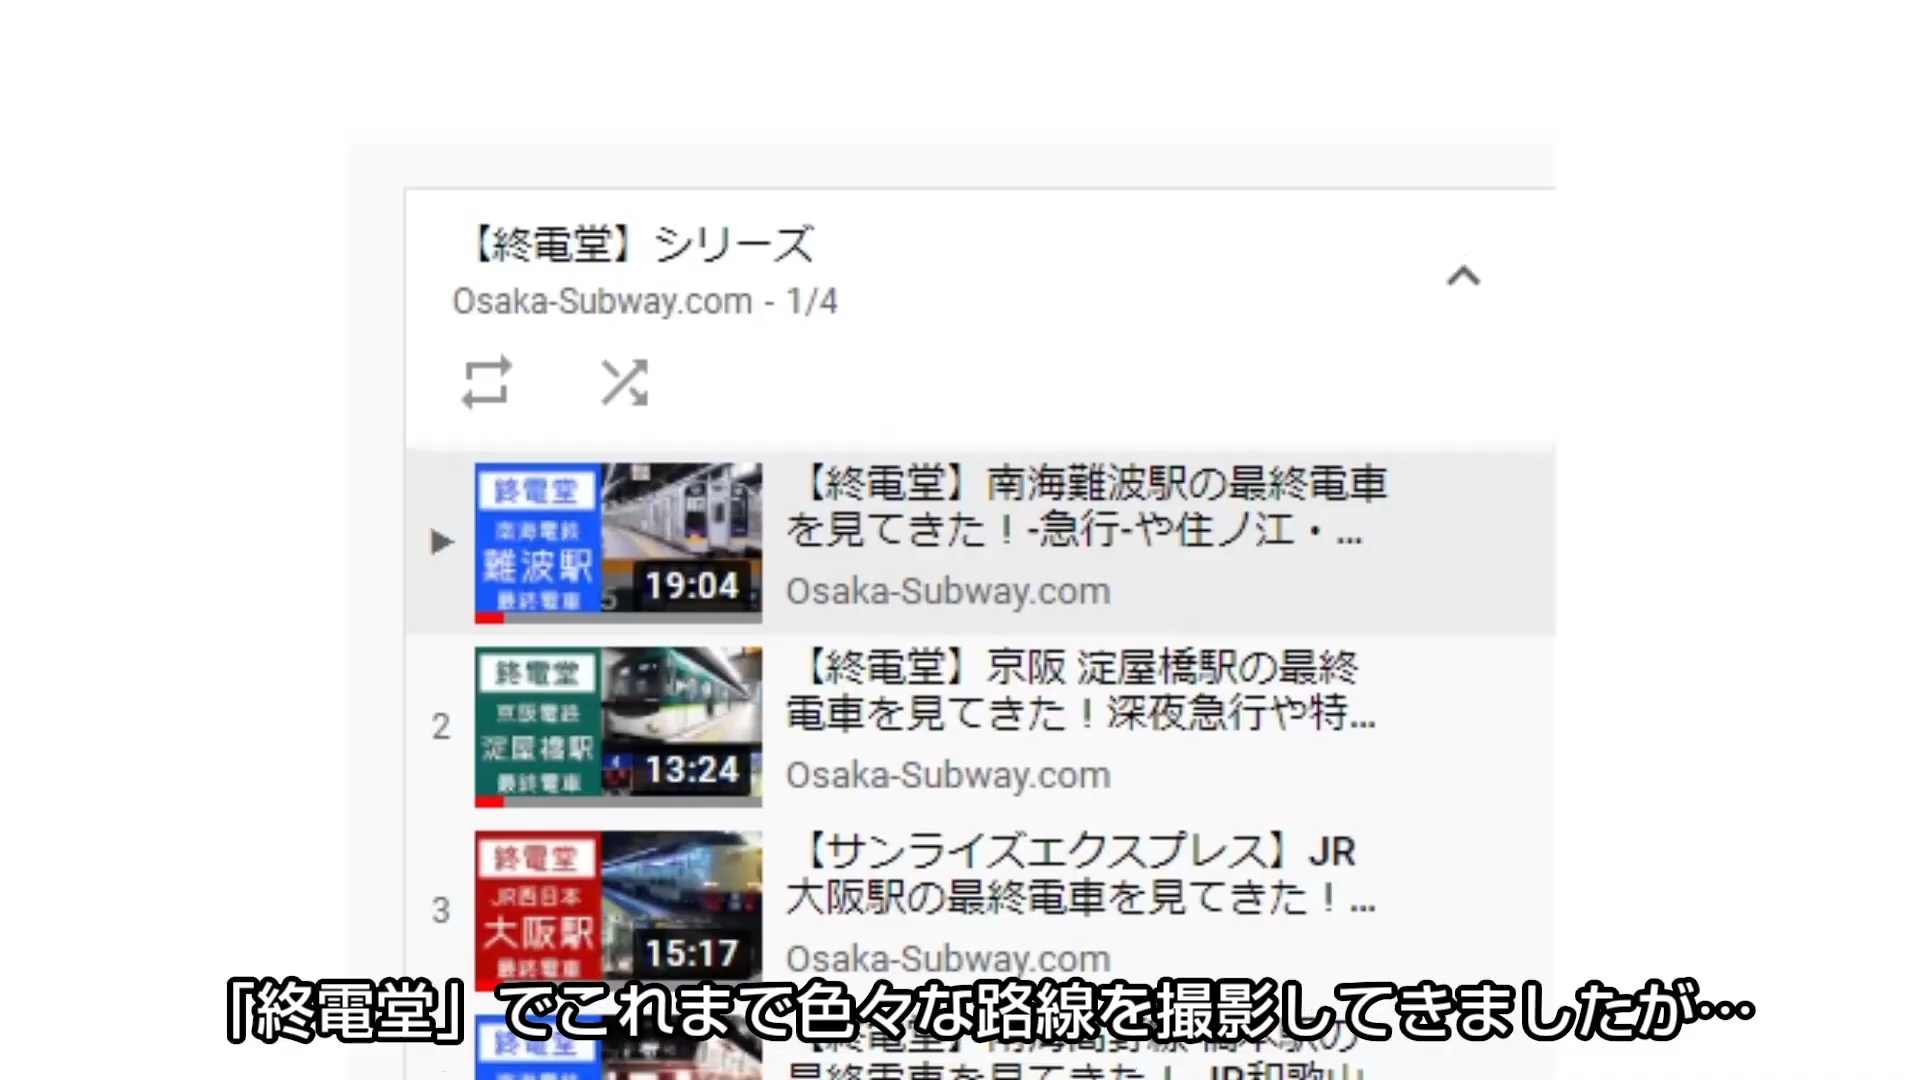 【終電堂】シリーズ
Osaka-Subway.com - 1/4
終電堂
南海電鉄
難波駅
最終電車
19:04
【終電堂】南海難波駅の最終電車
を見てきた！-急行-や住ノ江・...
Osaka-Subway.com
2
終電堂
京阪電鉄
淀屋橋駅
最終電車
13:24
【終電堂】京阪 淀屋橋駅の最終
電車を見てきた！深夜急行や特...
Osaka-Subway.com
3
終電堂
JR西日本
大阪駅
最終電車
15:17
【サンライズエクスプレス】JR
大阪駅の最終電車を見てきた！...
Osaka-Subway.com
「終電堂」でこれまで色々な路線を撮影してきましたが…
終電堂
南海電鉄